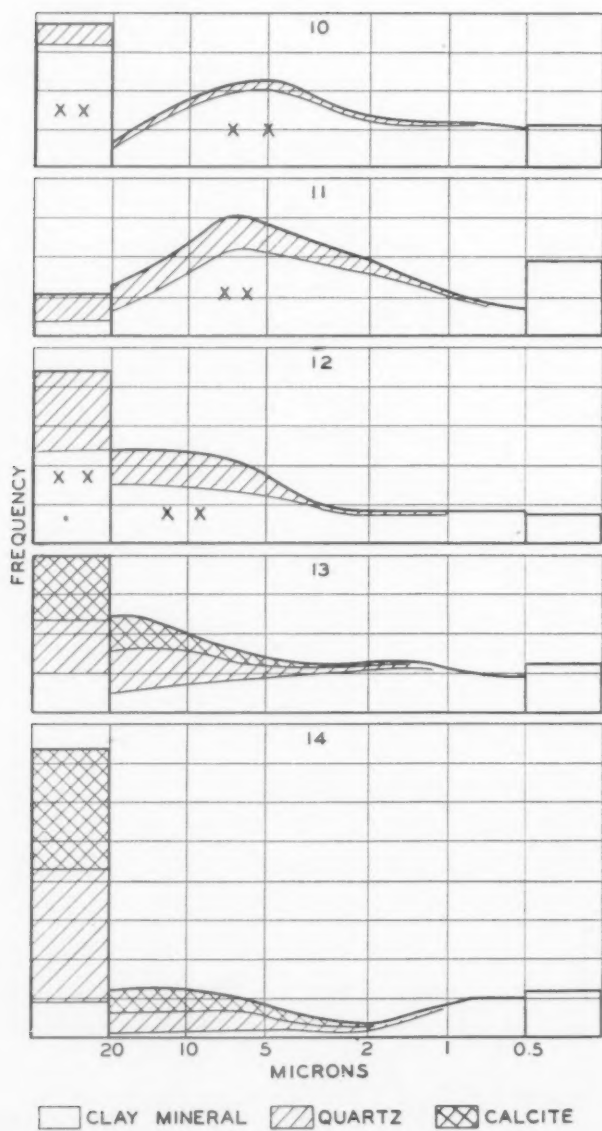 10
X X
X X
11
X X
12
X X
X X
13
14
FREQUENCY
20 10 5 2 1 0.5
MICRONS
CLAY MINERAL QUARTZ CALCITE